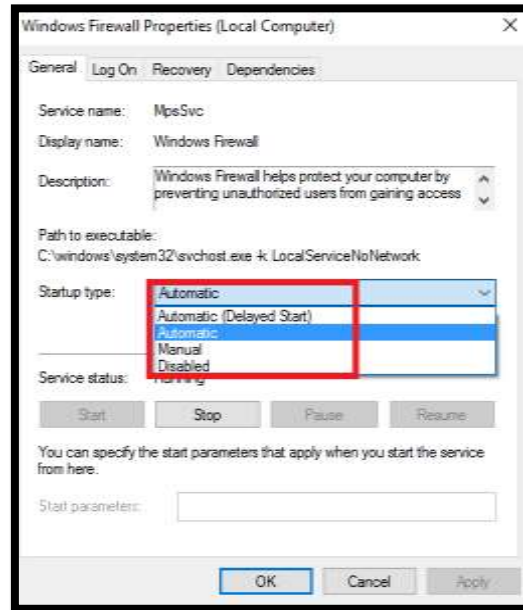 Windows Firewall Properties (Local Computer)
General Log On Recovery Dependencies
Service name: MpsSvc
Display name: Windows Firewall
Description: Windows Firewall helps protect your computer by
preventing unauthorized users from gaining access
Path to executable:
C:\windows\system32\svchost.exe -k LocalServiceNoNetwork
Startup type: Automatic
Automatic (Delayed Start)
Automatic
Manual
Disabled
Service status: Running
Start Stop Pause Resume
You can specify the start parameters that apply when you start the service
from here.
Start parameters:
OK Cancel Apply